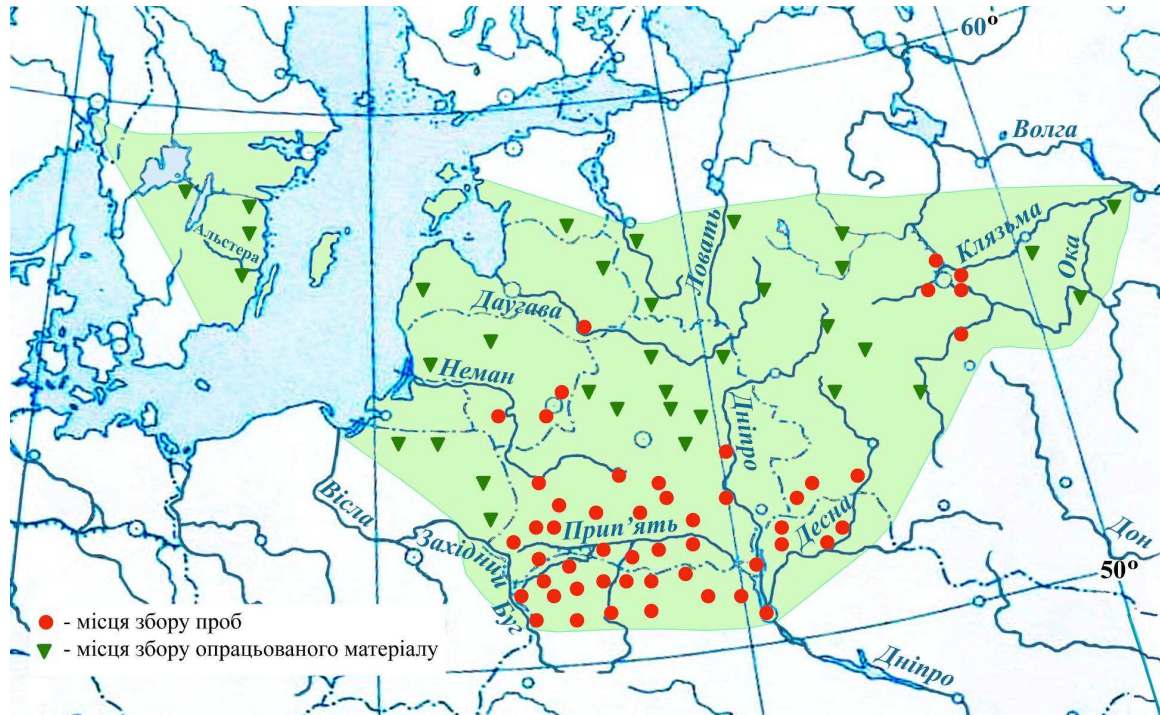 60°
Волга
Клязьма
Ловать
Альстера
Ока
Даугава
Неман
Дніпро
Вісла
Прип’ять
Десна
Дон
Західний
50°
Буг
- місця збору проб
- місця збору опрацьованого матеріалу
Дніпро